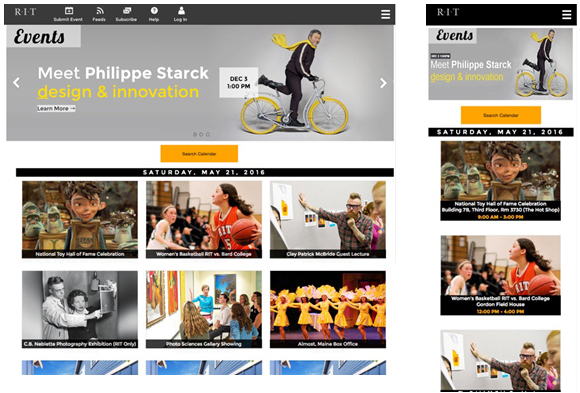 R·I·T
Submit Event
Feeds
Subscribe
Help
Log In
Events
Meet Philippe Starck
design & innovation
Learn More
DEC 3
1:00 PM
Search Calendar
SATURDAY, MAY 21, 2016
National Toy Hall of Fame Celebration
Women's Basketball RIT vs. Bard College
Clay Patrick McBride Guest Lecture
C.B. Neblette Photography Exhibition (RIT Only)
Photo Sciences Gallery Showing
Almost, Maine Box Office
R·I·T
Events
DEC 3 1:00PM
Meet Philippe Starck
design & innovation
Search Calendar
SATURDAY, MAY 21, 2016
National Toy Hall of Fame Celebration
Building 7B, Third Floor, Rm 3730 (The Hot Shop)
9:00 AM - 3:00 PM
RIT
Women's Basketball RIT vs. Bard College
Gordon Field House
12:00 PM - 4:00 PM